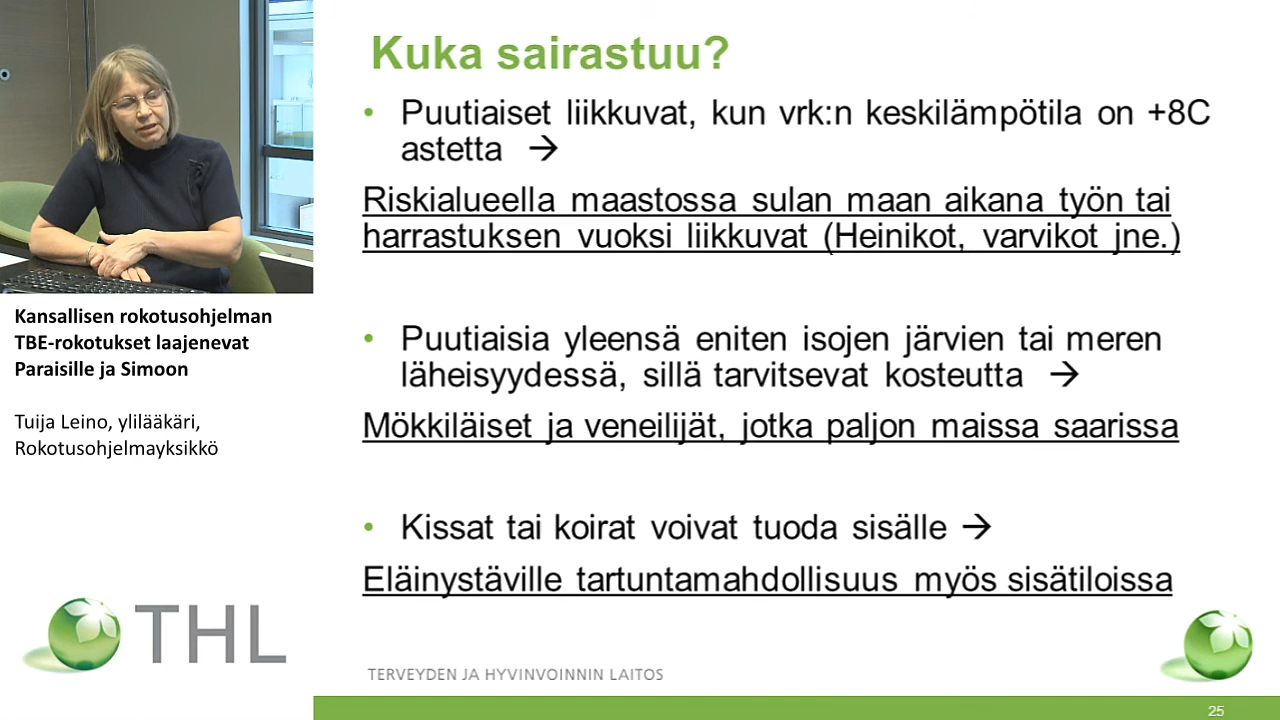 Kuka sairastuu?
• Puutiaiset liikkuvat, kun vrk:n keskilämpötila on +8C
astetta →
Riskialueella maastossa sulan maan aikana työn tai
harrastuksen vuoksi liikkuvat (Heinikot, varvikot jne.)
• Puutiaisia yleensä eniten isojen järvien tai meren
läheisyydessä, sillä tarvitsevat kosteutta →
Mökkiläiset ja veneilijät, jotka paljon maissa saarissa
• Kissat tai koirat voivat tuoda sisälle →
Eläinystäville tartuntamahdollisuus myös sisätiloissa
TERVEYDEN JA HYVINVOINNIN LAITOS
25
Kansallisen rokotusohjelman
TBE-rokotukset laajenevat
Paraisille ja Simoon
Tuija Leino, ylilääkäri,
Rokotusohjelmayksikkö
THL